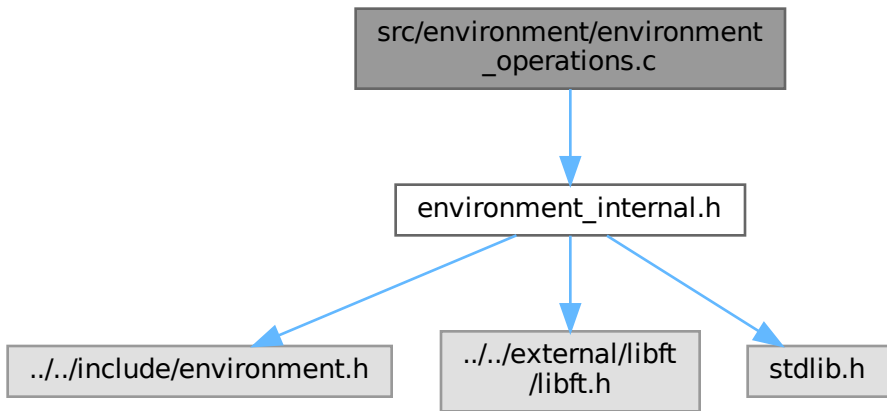 src/environment/environment
_operations.c
environment_internal.h
../../include/environment.h
../../external/libft
/libft.h
stdlib.h